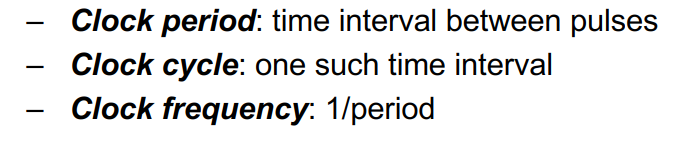 – Clock period: time interval between pulses
– Clock cycle: one such time interval
– Clock frequency: 1/period